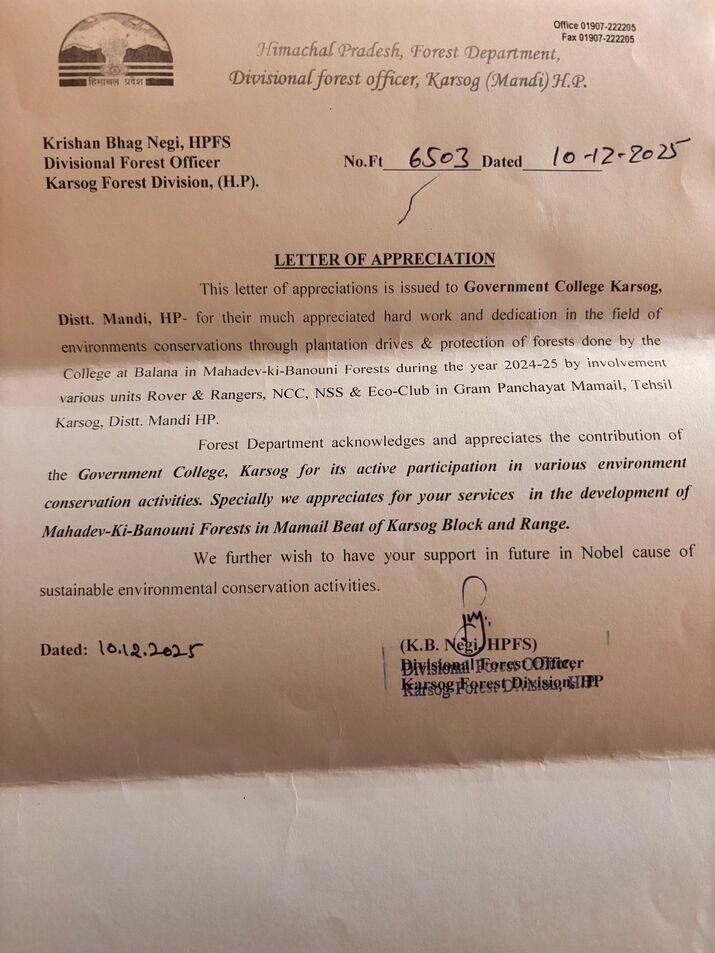 Office 01907-222205
Fax 01907-222205
हिमाचल प्रदेश
Himachal Pradesh, Forest Department,
Divisional forest officer, Karsog (Mandi) H.P.
Krishan Bhag Negi, HPFS
Divisional Forest Officer
Karsog Forest Division, (H.P).
No.Ft 6503 Dated 10-12-2025
LETTER OF APPRECIATION
This letter of appreciations is issued to Government College Karsog,
Distt. Mandi, HP- for their much appreciated hard work and dedication in the field of
environments conservations through plantation drives & protection of forests done by the
College at Balana in Mahadev-ki-Banouni Forests during the year 2024-25 by involvement
various units Rover & Rangers, NCC, NSS & Eco-Club in Gram Panchayat Mamail, Tehsil
Karsog, Distt. Mandi HP.
Forest Department acknowledges and appreciates the contribution of
the Government College, Karsog for its active participation in various environment
conservation activities. Specially we appreciates for your services in the development of
Mahadev-Ki-Banouni Forests in Mamail Beat of Karsog Block and Range.
We further wish to have your support in future in Nobel cause of
sustainable environmental conservation activities.
Dated: 10.12.2025
(K.B. Negi, HPFS)
Divisional Forest Officer
Karsog Forest Division, HP
Divisional Forest Officer,
Karsog Forest Division, H.P